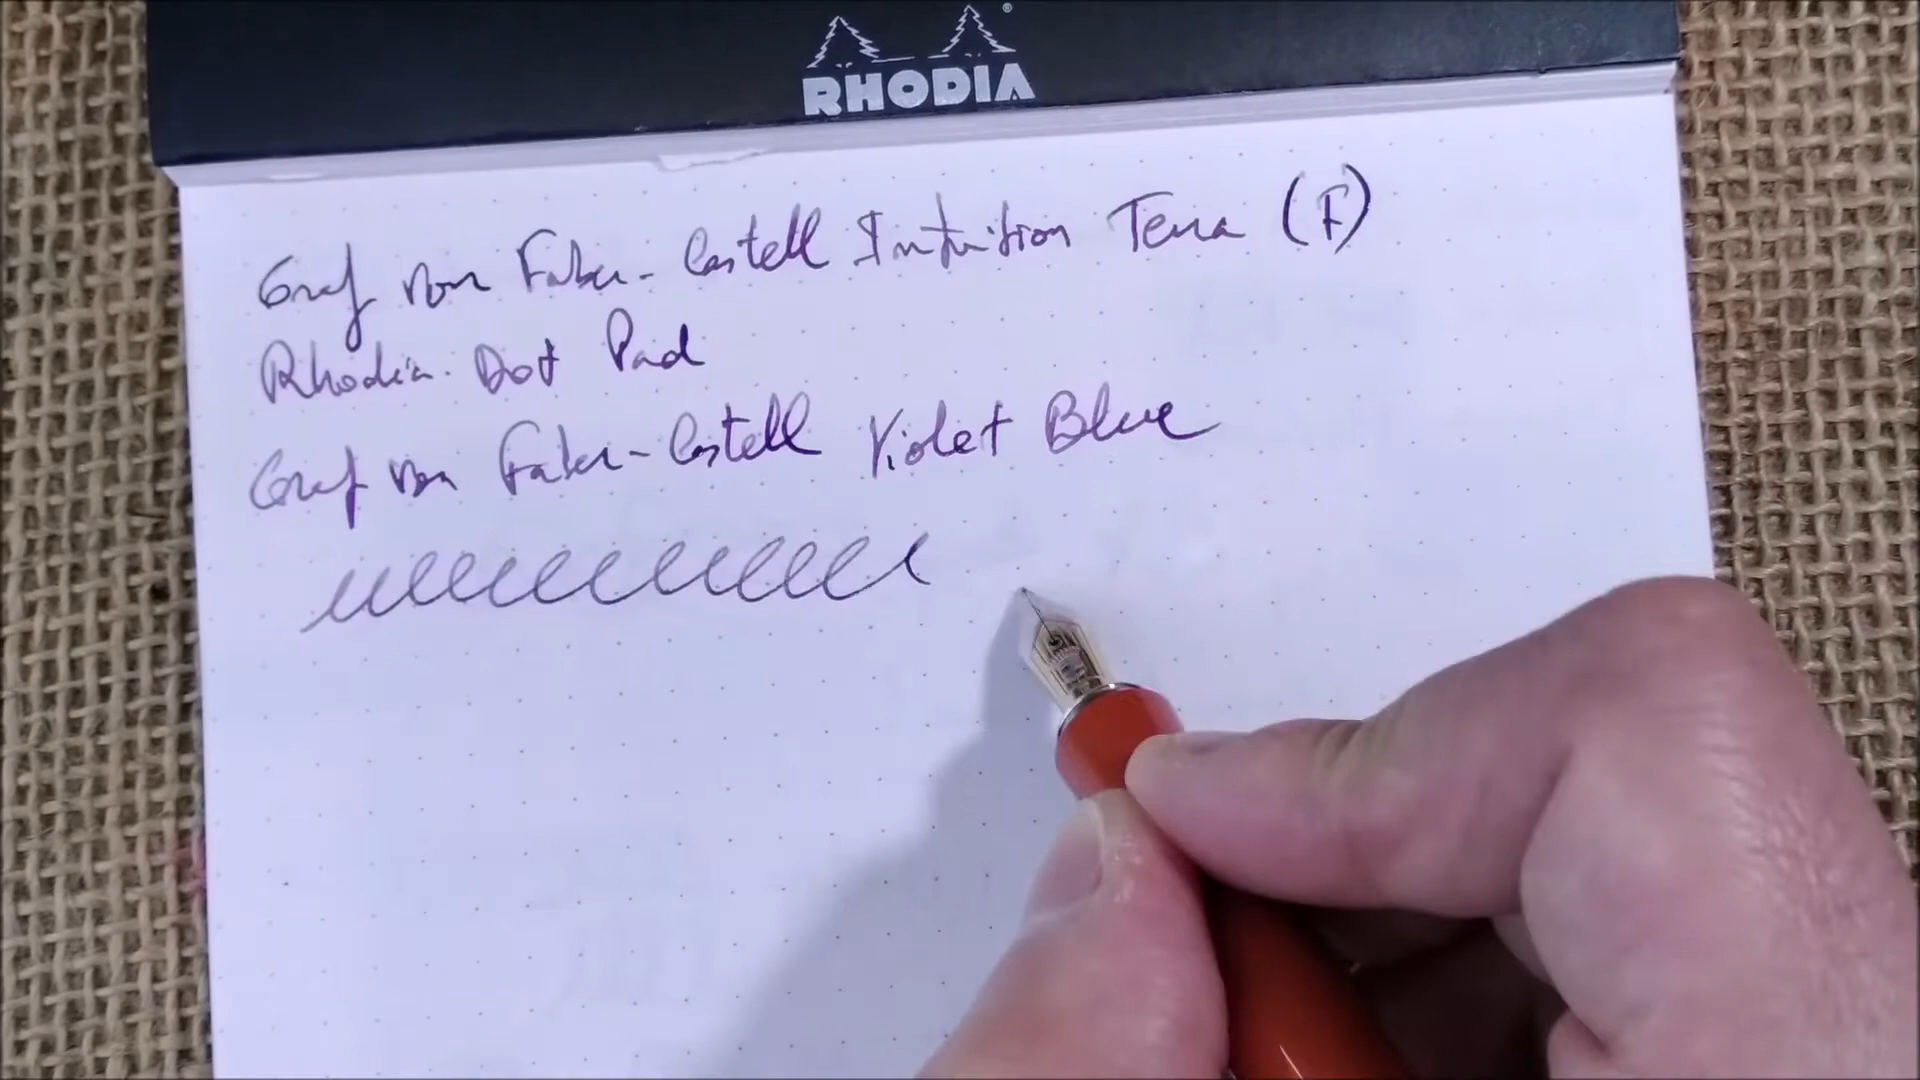 RHODIA®
Graf von Faber-Castell Intuition Terra (F)
Rhodia Dot Pad
Graf von Faber-Castell Violet Blue